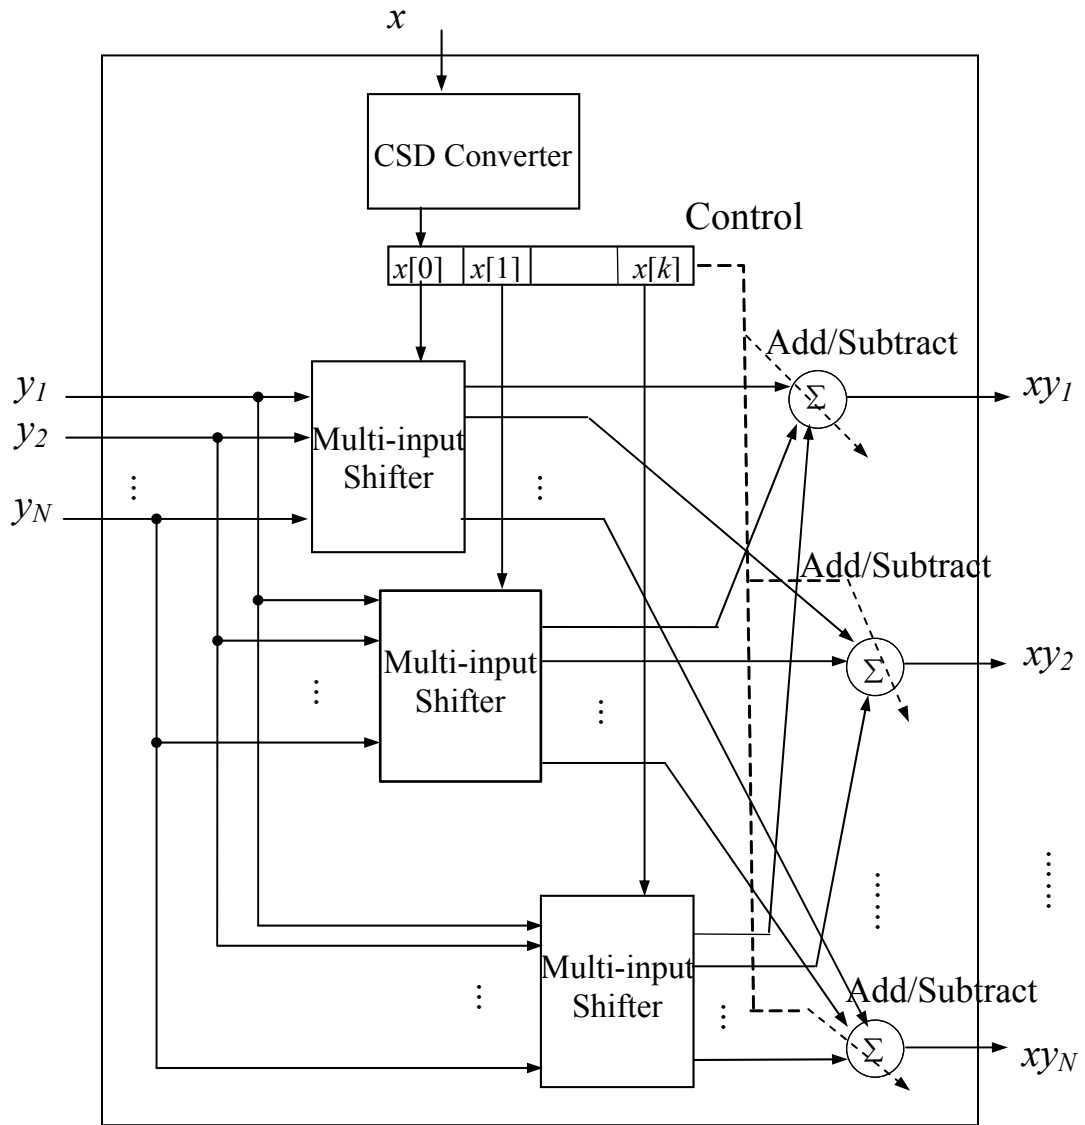 x
CSD Converter
Control
x[0] x[1] x[k]
Add/Subtract
y1
Σ
xy1
y2
Multi-input
Shifter
⋮
⋮
yN
Add/Subtract
Multi-input
Shifter
Σ
xy2
⋮
⋮
⋮
⋮
Multi-input
Shifter
⋮
⋮
Add/Subtract
Σ
xyN